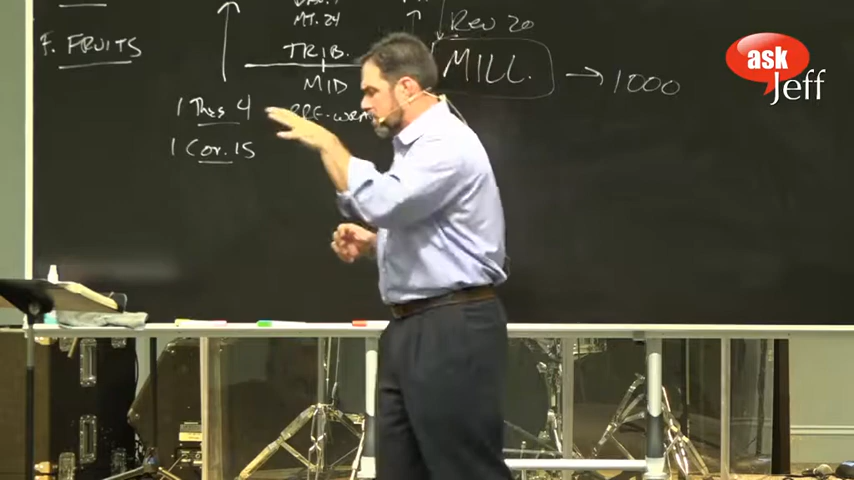 F. FRUITS
MT. 24
TRIB.
MID
1 Thes 4
1 Cor. 15
Rev 20
MILL. → 1000
ask
Jeff